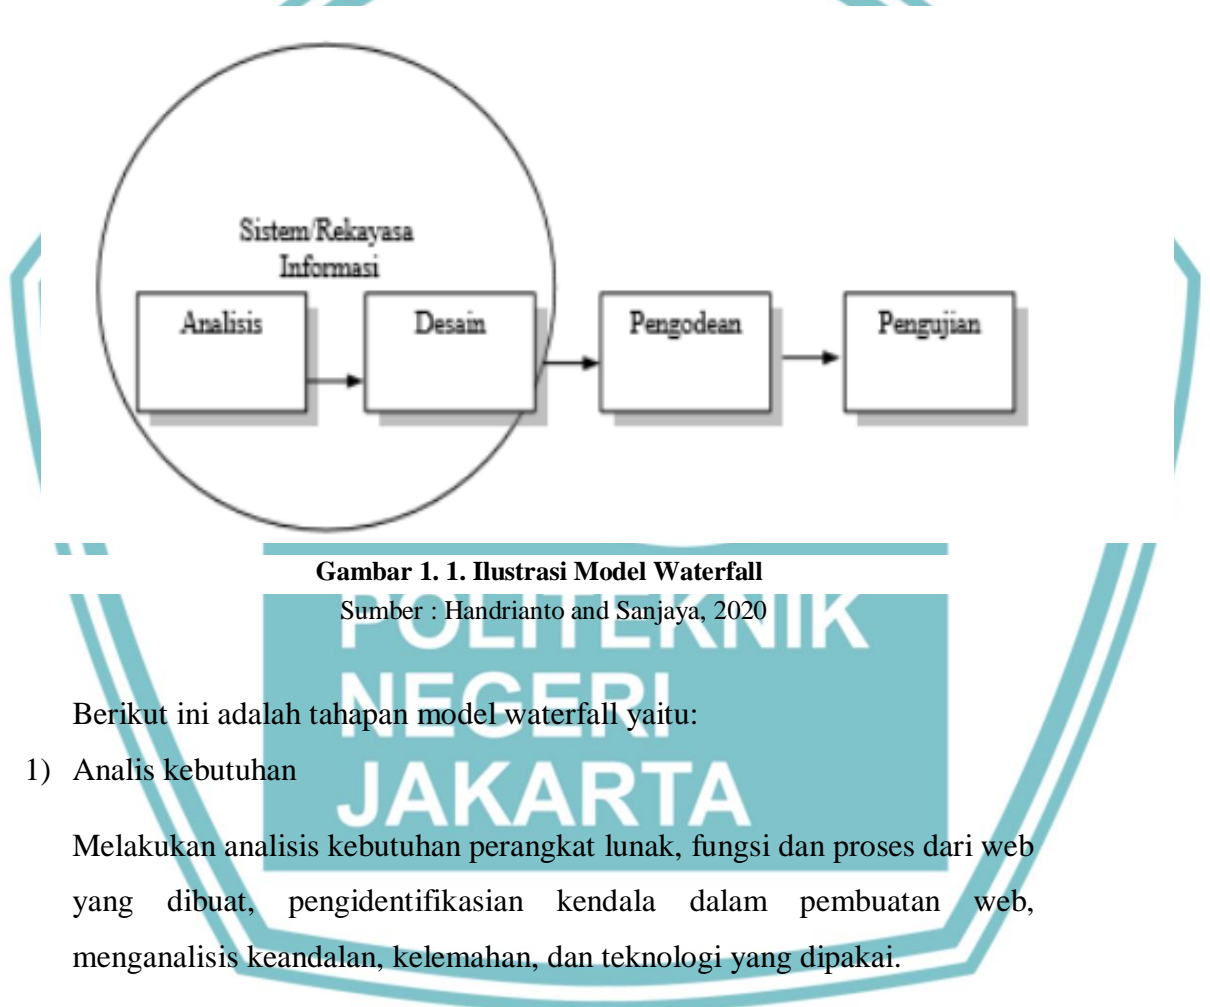 Sistem/Rekayasa
Informasi
Analisis
Desain
Pengodean
Pengujian
Gambar 1. 1. Ilustrasi Model Waterfall
Sumber : Handrianto and Sanjaya, 2020
POLITEKNIK
NEGERI
JAKARTA
Berikut ini adalah tahapan model waterfall yaitu:
1) Analis kebutuhan
Melakukan analisis kebutuhan perangkat lunak, fungsi dan proses dari web
yang dibuat, pengidentifikasian kendala dalam pembuatan web,
menganalisis keandalan, kelemahan, dan teknologi yang dipakai.